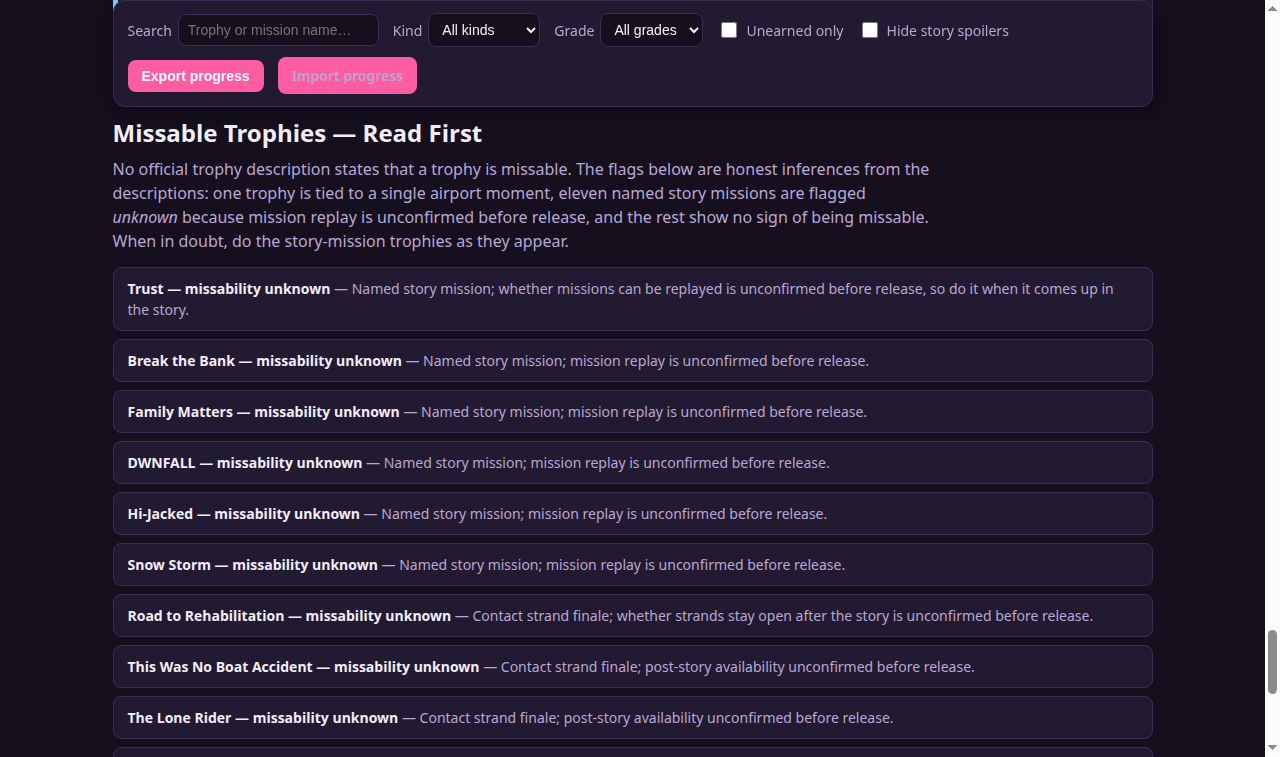 Search Trophy or mission name… Kind All kinds Grade All grades Unearned only Hide story spoilers
Export progress Import progress
Missable Trophies — Read First
No official trophy description states that a trophy is missable. The flags below are honest inferences from the
descriptions: one trophy is tied to a single airport moment, eleven named story missions are flagged
unknown because mission replay is unconfirmed before release, and the rest show no sign of being missable.
When in doubt, do the story-mission trophies as they appear.
Trust — missability unknown — Named story mission; whether missions can be replayed is unconfirmed before release, so do it when it comes up in
the story.
Break the Bank — missability unknown — Named story mission; mission replay is unconfirmed before release.
Family Matters — missability unknown — Named story mission; mission replay is unconfirmed before release.
DWNFALL — missability unknown — Named story mission; mission replay is unconfirmed before release.
Hi-Jacked — missability unknown — Named story mission; mission replay is unconfirmed before release.
Snow Storm — missability unknown — Named story mission; mission replay is unconfirmed before release.
Road to Rehabilitation — missability unknown — Contact strand finale; whether strands stay open after the story is unconfirmed before release.
This Was No Boat Accident — missability unknown — Contact strand finale; post-story availability unconfirmed before release.
The Lone Rider — missability unknown — Contact strand finale; post-story availability unconfirmed before release.